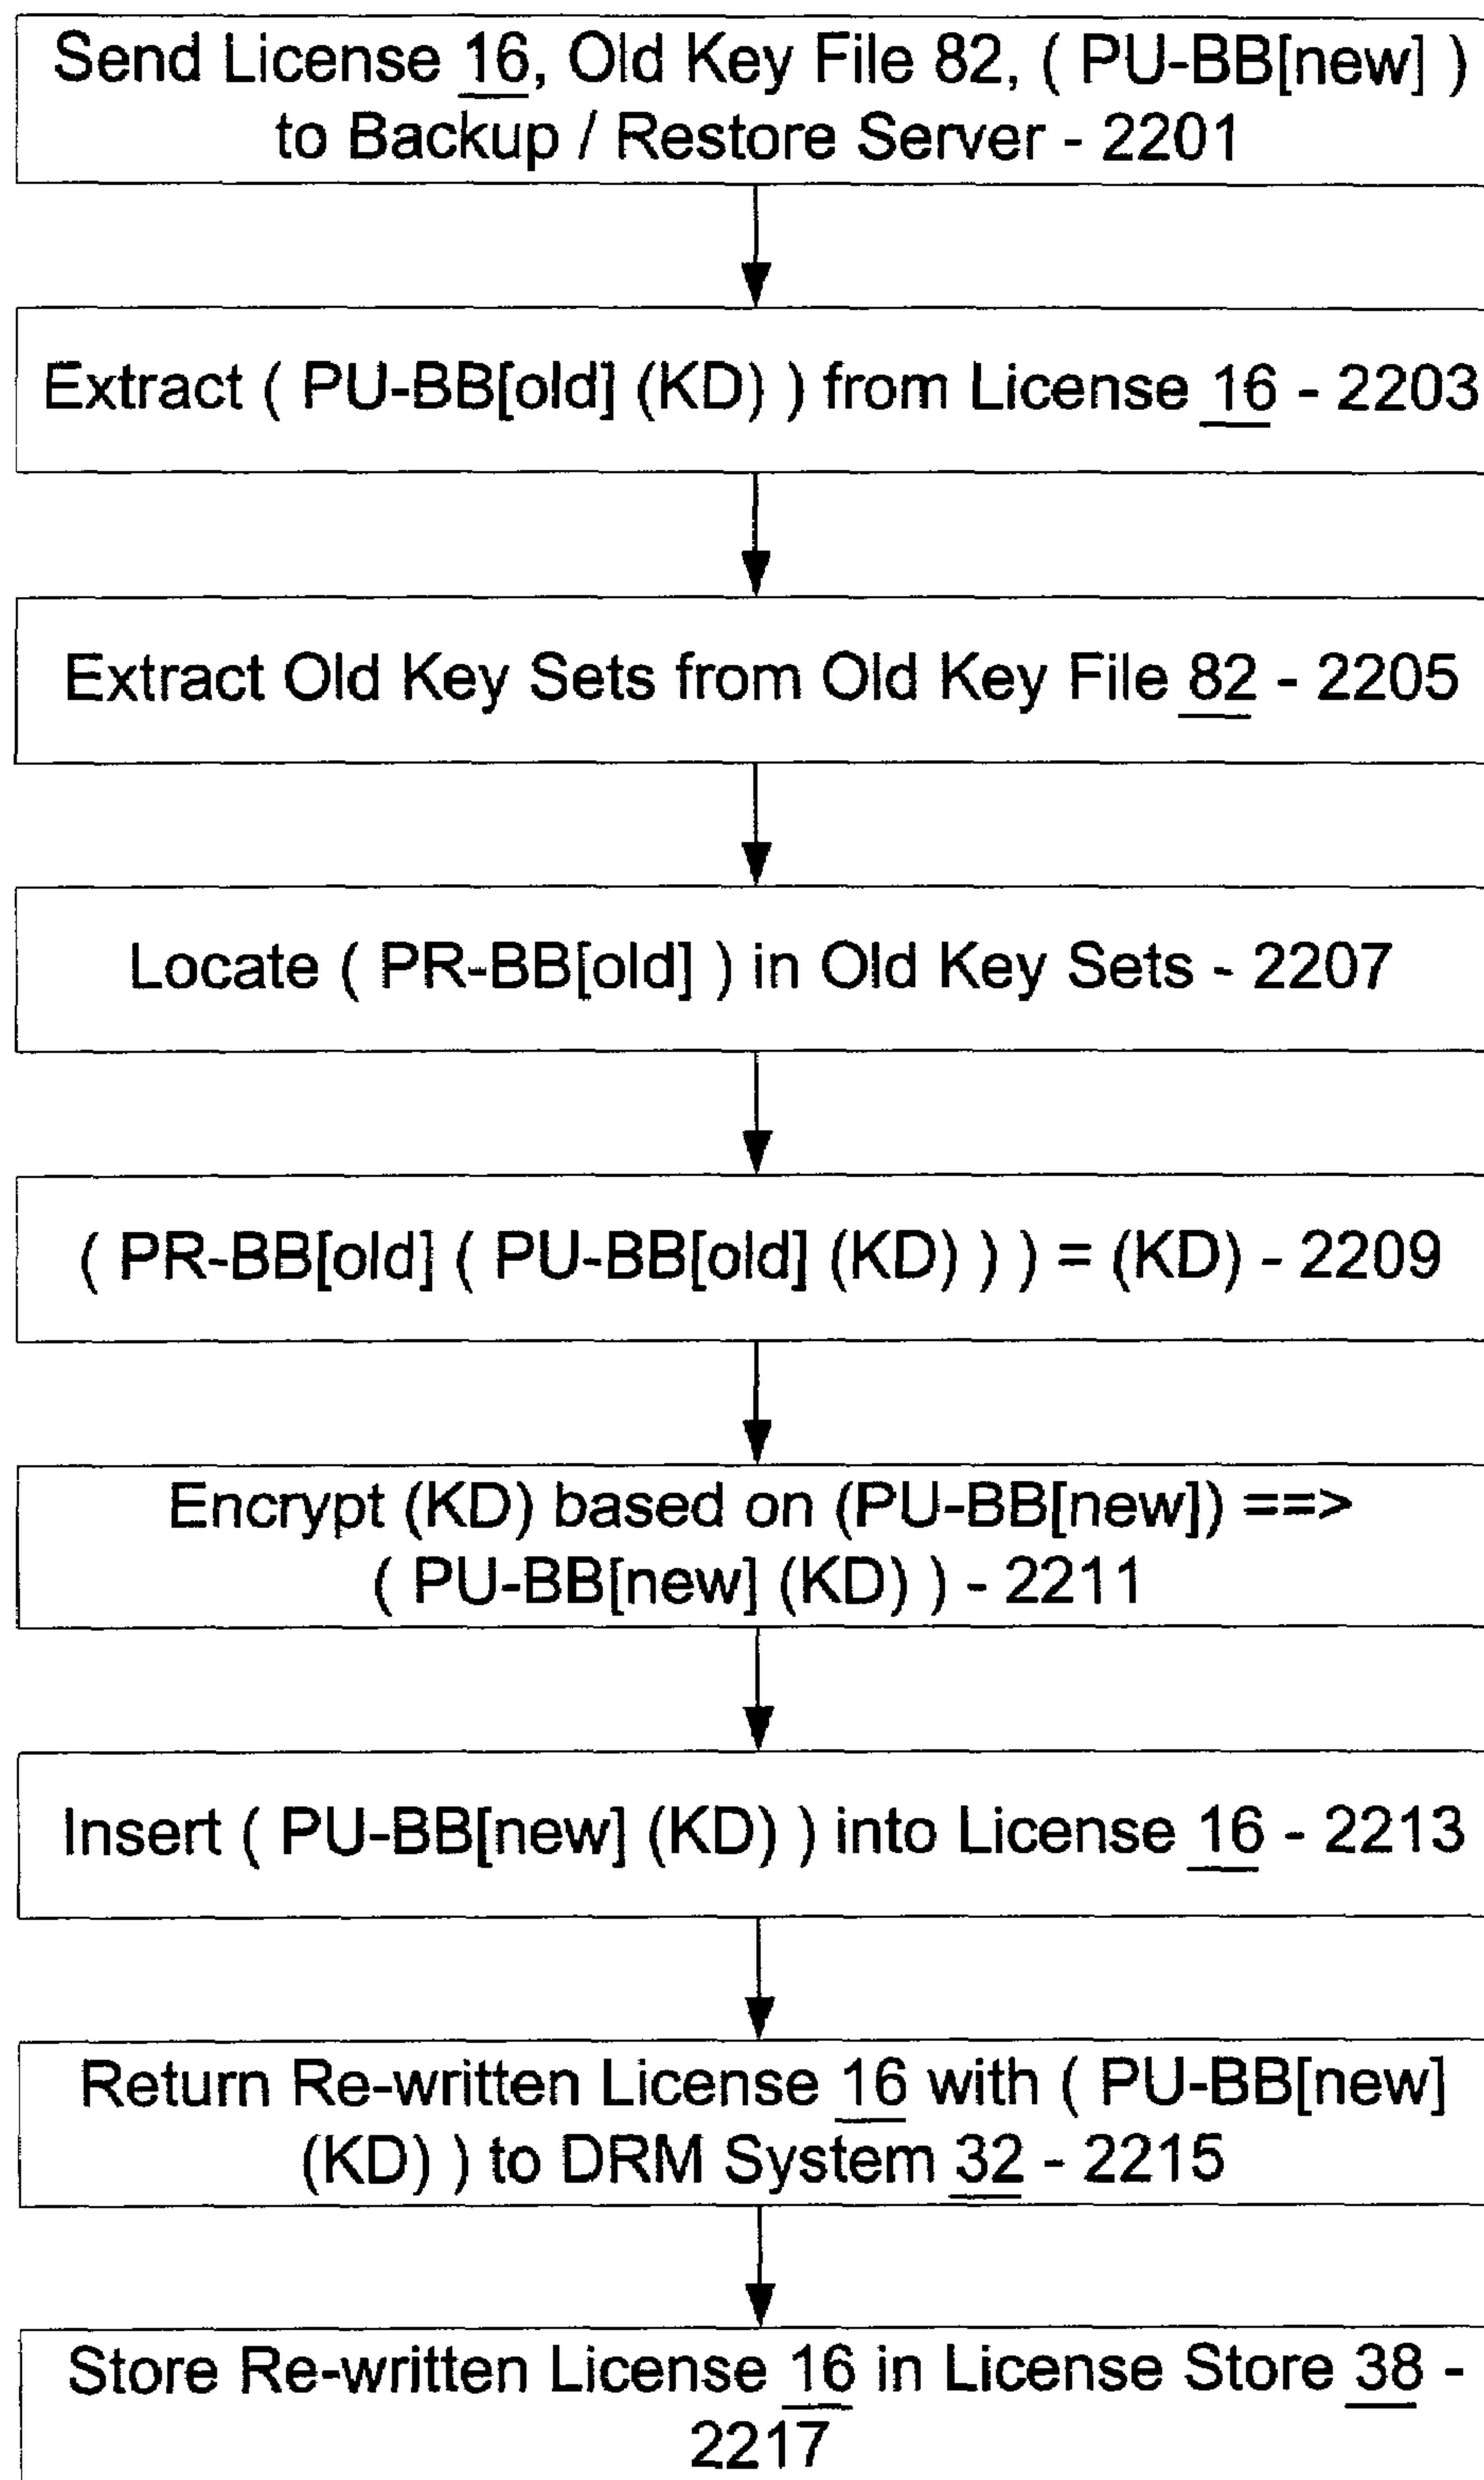 Send License 16, Old Key File 82, ( PU-BB[new] )
to Backup / Restore Server - 2201
Extract ( PU-BB[old] (KD) ) from License 16 - 2203
Extract Old Key Sets from Old Key File 82 - 2205
Locate ( PR-BB[old] ) in Old Key Sets - 2207
( PR-BB[old] ( PU-BB[old] (KD) ) ) = (KD) - 2209
Encrypt (KD) based on (PU-BB[new]) ==>
( PU-BB[new] (KD) ) - 2211
Insert ( PU-BB[new] (KD) ) into License 16 - 2213
Return Re-written License 16 with ( PU-BB[new]
(KD) ) to DRM System 32 - 2215
Store Re-written License 16 in License Store 38 -
2217